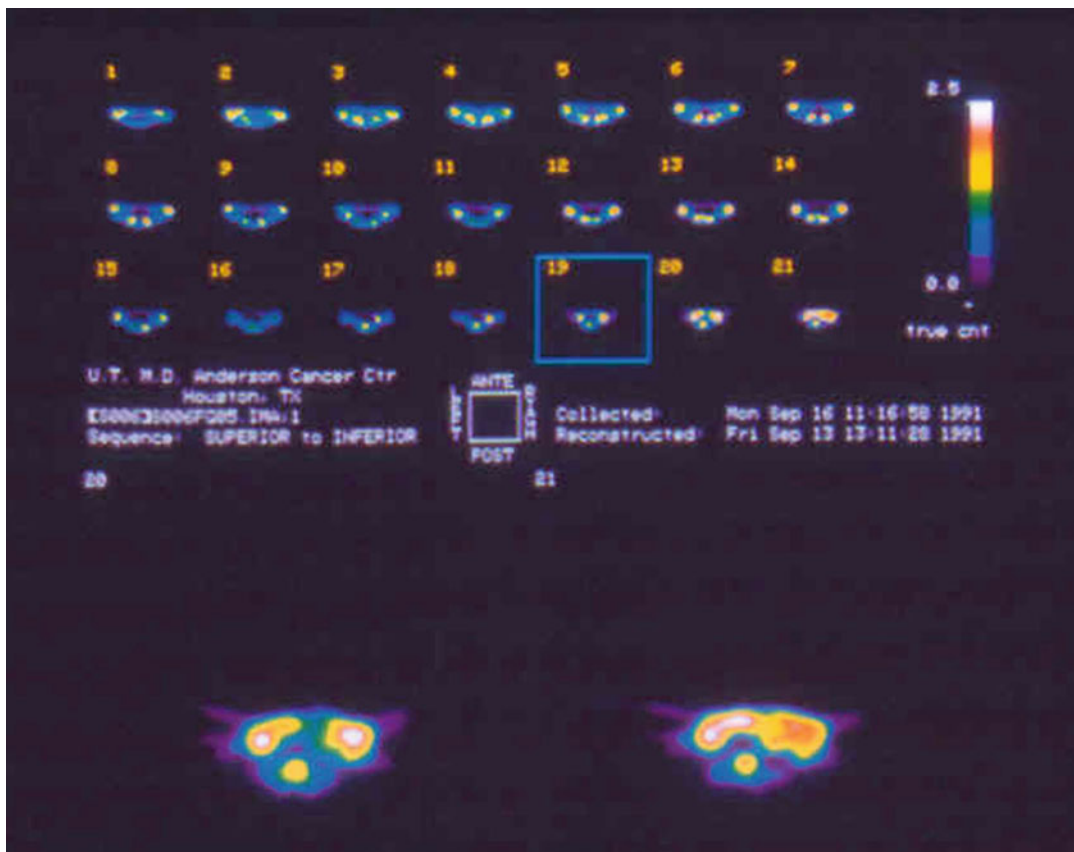 1 2 3 4 5 6 7
2.5
8 9 10 11 12 13 14
15 16 17 18 19 20 21
0.0
true cnt
U.T. M.D. Anderson Cancer Ctr
Houston, TX
ANTE
POST
Collected: Mon Sep 16 11:16:58 1991
Reconstructed: Fri Sep 13 13:11:28 1991
Sequence: SUPERIOR to INFERIOR
20 21